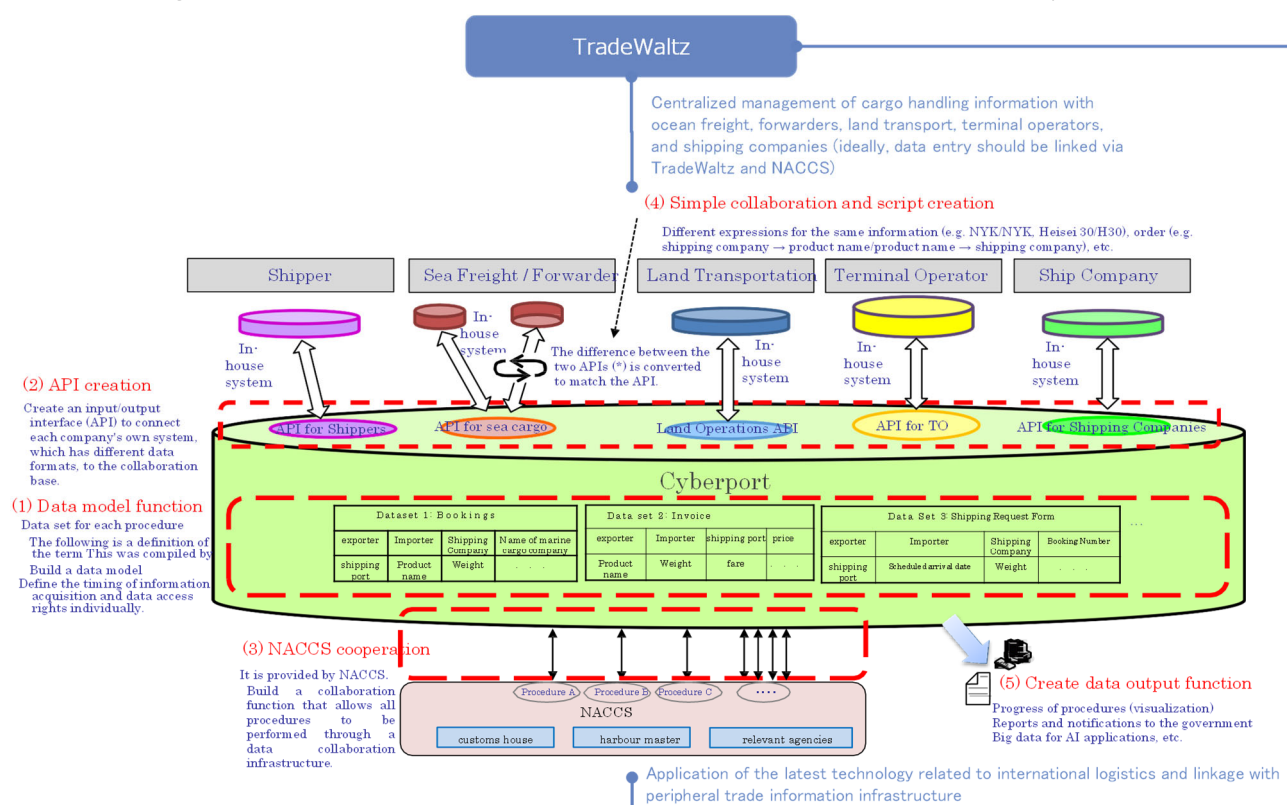 TradeWaltz
Centralized management of cargo handling information with
ocean freight, forwarders, land transport, terminal operators,
and shipping companies (ideally, data entry should be linked via
TradeWaltz and NACCS)
(4) Simple collaboration and script creation
Different expressions for the same information (e.g. NYK/NYK, Heisei 30/H30), order (e.g.
shipping company → product name/product name → shipping company), etc.
Shipper
Sea Freight / Forwarder
Land Transportation
Terminal Operator
Ship Company
In-
house
system
In-
house
system
The difference between the
two APIs (*) is converted
to match the API.
In-
house
system
In-
house
system
In-
house
system
(2) API creation
Create an input/output
interface (API) to connect
each company's own system,
which has different data
formats, to the collaboration
base.
API for Shippers
API for sea cargo
Land Operations API
API for TO
API for Shipping Companies
Cyberport
(1) Data model function
Data set for each procedure
The following is a definition of
the term This was compiled by
Build a data model
Define the timing of information
acquisition and data access
rights individually.
Dataset 1: Bookings
exporter
Importer
Shipping
Company
Name of marine
cargo company
shipping
port
Product
name
Weight
. . .
Data set 2: Invoice
exporter
Importer
shipping port
price
Product
name
Weight
fare
. . .
Data Set 3: Shipping Request Form
exporter
Importer
Shipping
Company
Booking Number
shipping
port
Scheduled arrival date
Weight
. . .
...
(3) NACCS cooperation
It is provided by NACCS.
Build a collaboration
function that allows all
procedures to be
performed through a
data collaboration
infrastructure.
Procedure A
Procedure B
Procedure C
....
NACCS
customs house
harbour master
relevant agencies
(5) Create data output function
Progress of procedures (visualization)
Reports and notifications to the government
Big data for AI applications, etc.
Application of the latest technology related to international logistics and linkage with
peripheral trade information infrastructure